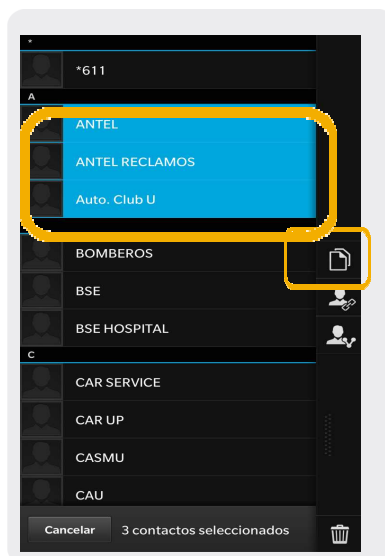 *
*611
A
ANTEL
ANTEL RECLAMOS
Auto. Club U
BOMBEROS
BSE
BSE HOSPITAL
C
CAR SERVICE
CAR UP
CASMU
CAU
Cancelar 3 contactos seleccionados